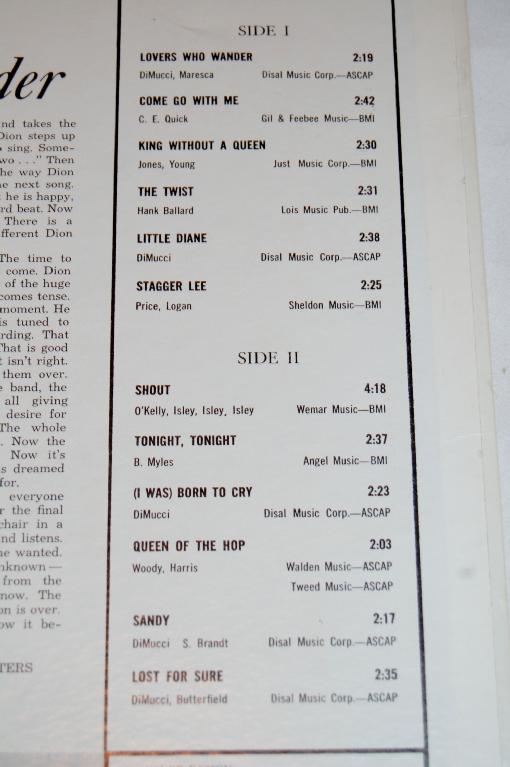 der
nd takes the
Dion steps up
sing. Some-
wo . . ." Then
he way Dion
e next song.
he is happy,
rd beat. Now
There is a
fferent Dion
The time to
come. Dion
of the huge
comes tense.
moment. He
is tuned to
rding. That
That is good
isn't right.
them over.
band, the
all giving
desire for
The whole
. Now the
Now it's
s dreamed
for.
everyone
r the final
chair in a
nd listens.
he wanted.
nknown —
from the
now. The
on is over.
ow it be-
TERS
SIDE I
LOVERS WHO WANDER 2:19
DiMucci, Maresca Disal Music Corp.—ASCAP
COME GO WITH ME 2:42
C. E. Quick Gil & Feebee Music—BMI
KING WITHOUT A QUEEN 2:30
Jones, Young Just Music Corp.—BMI
THE TWIST 2:31
Hank Ballard Lois Music Pub.—BMI
LITTLE DIANE 2:38
DiMucci Disal Music Corp.—ASCAP
STAGGER LEE 2:25
Price, Logan Sheldon Music—BMI
SIDE II
SHOUT 4:18
O'Kelly, Isley, Isley, Isley Wemar Music—BMI
TONIGHT, TONIGHT 2:37
B. Myles Angel Music—BMI
(I WAS) BORN TO CRY 2:23
DiMucci Disal Music Corp.—ASCAP
QUEEN OF THE HOP 2:03
Woody, Harris Walden Music—ASCAP
Tweed Music—ASCAP
SANDY 2:17
DiMucci S. Brandt Disal Music Corp.—ASCAP
LOST FOR SURE 2:35
DiMucci, Butterfield Disal Music Corp.—ASCAP